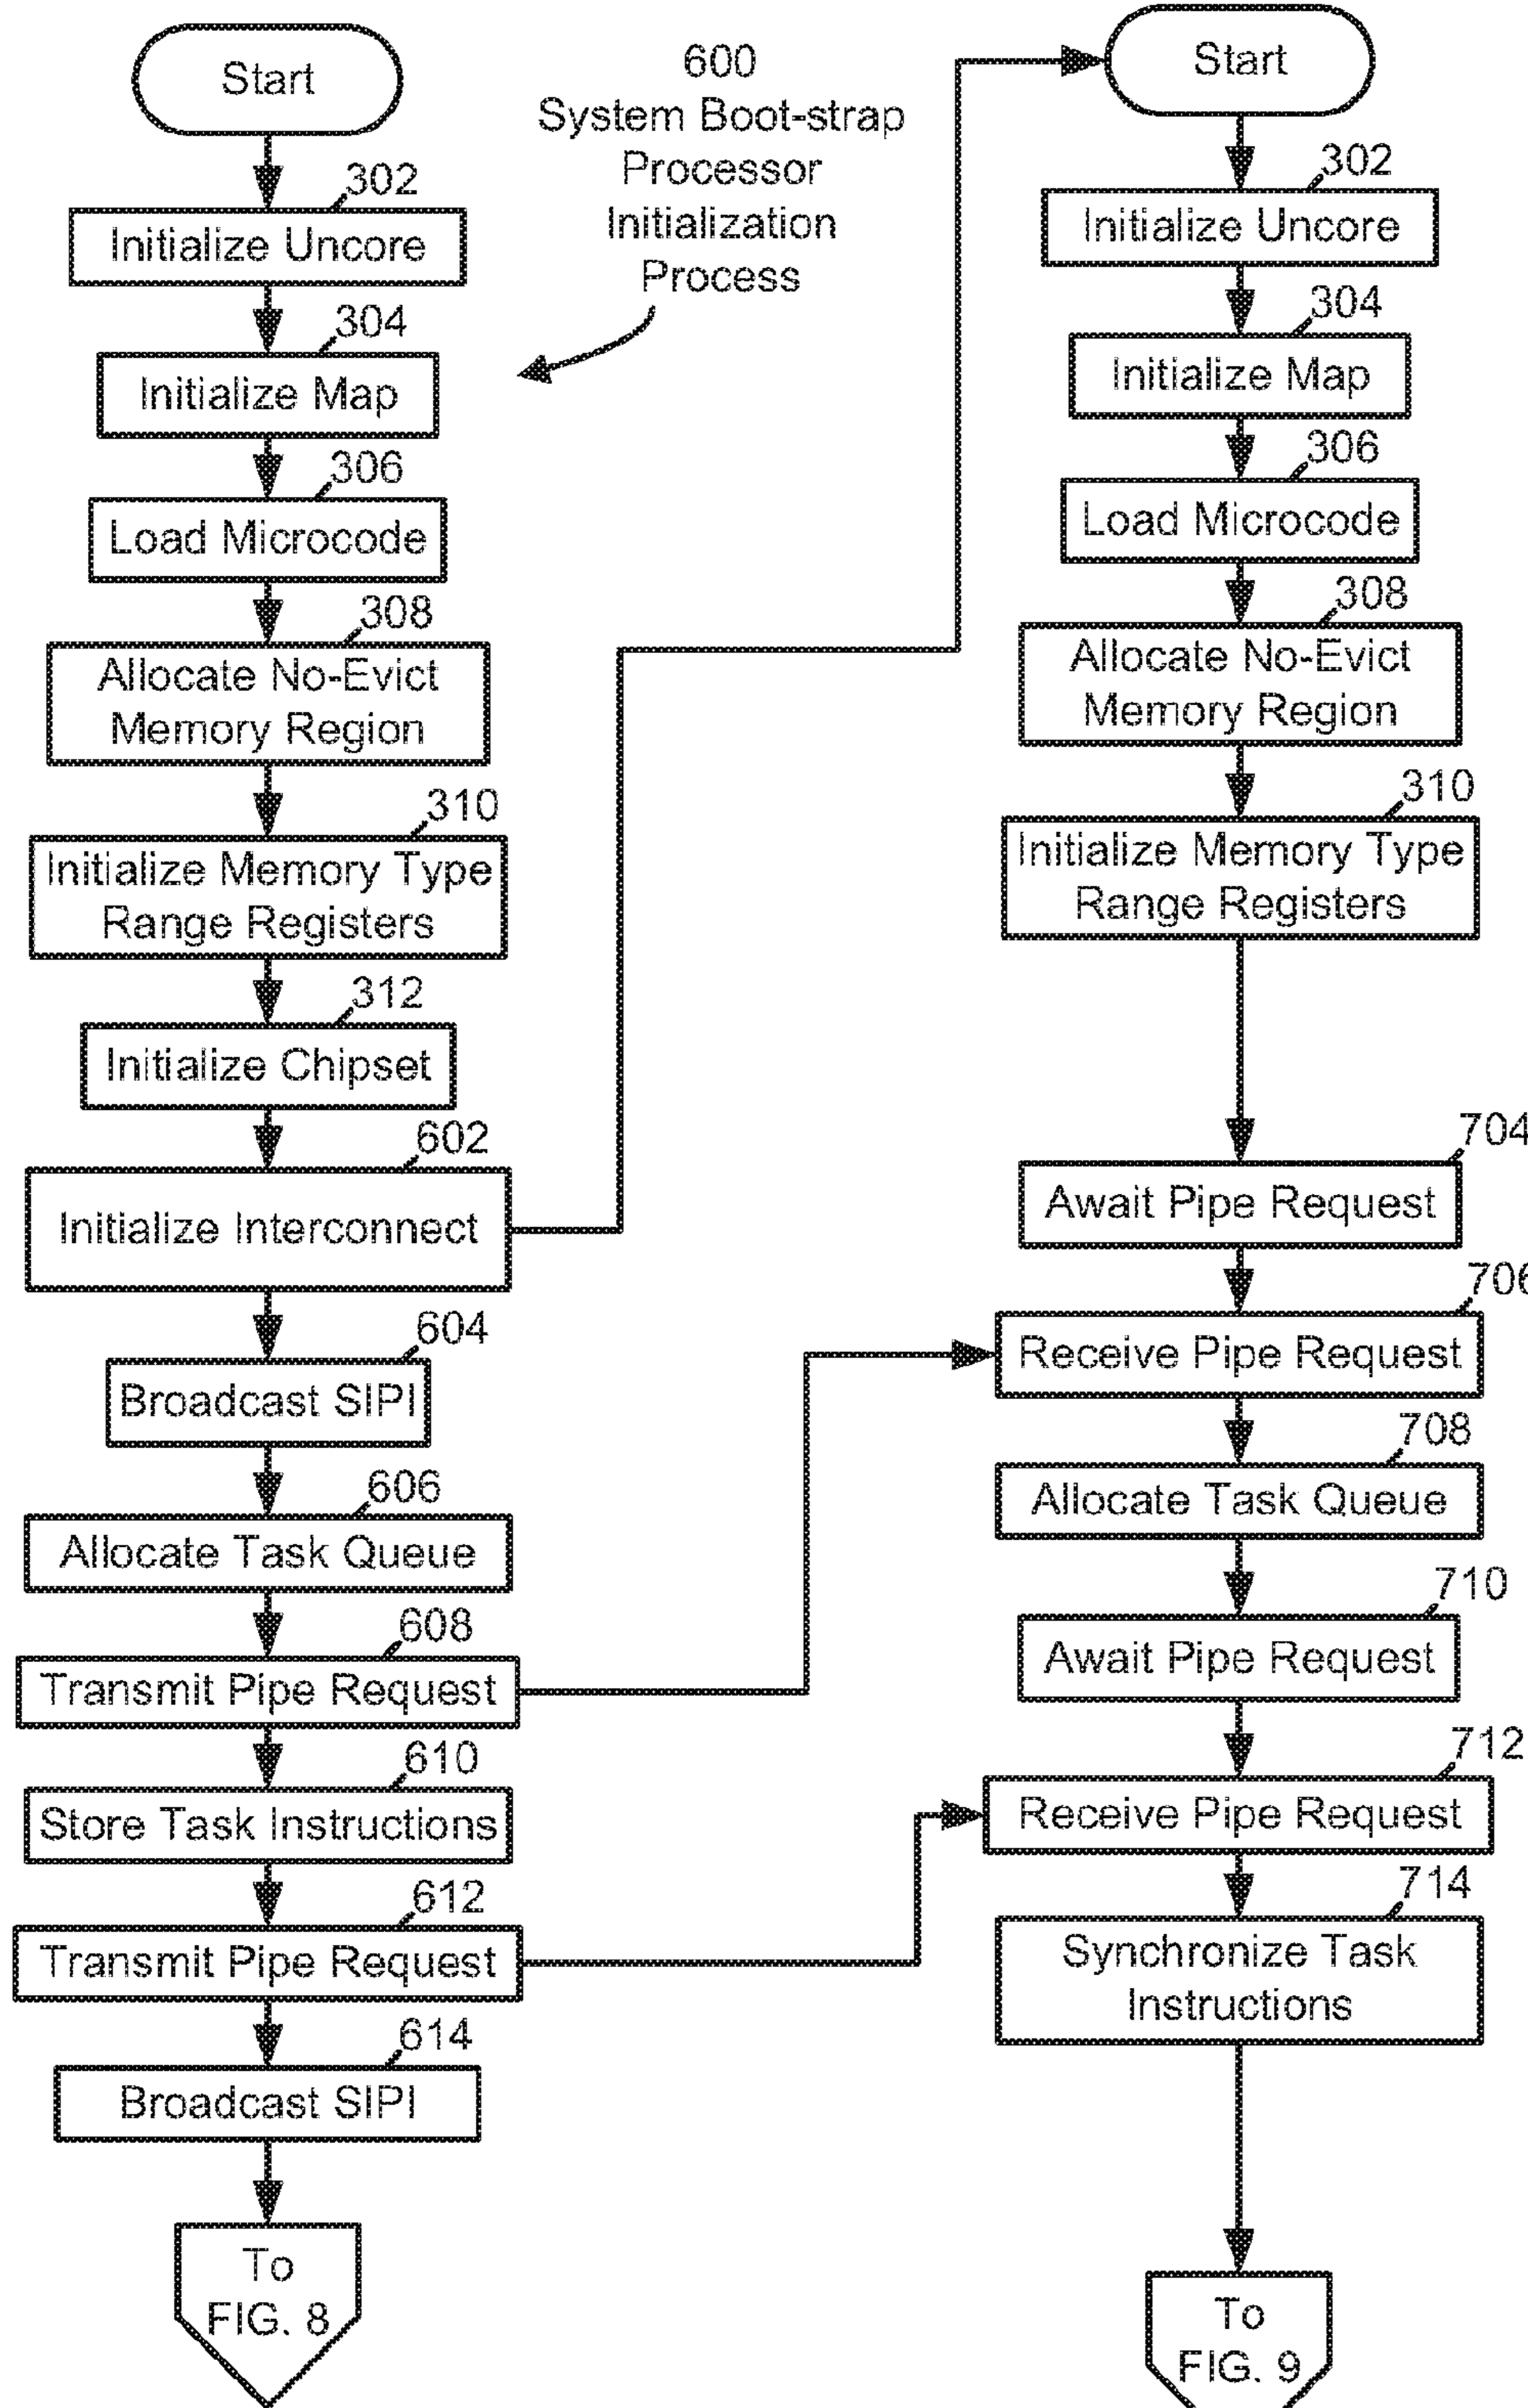 Start
302
Initialize Uncore
304
Initialize Map
306
Load Microcode
308
Allocate No-Evict
Memory Region
310
Initialize Memory Type
Range Registers
312
Initialize Chipset
602
Initialize Interconnect
604
Broadcast SIPI
606
Allocate Task Queue
608
Transmit Pipe Request
610
Store Task Instructions
612
Transmit Pipe Request
614
Broadcast SIPI
To
FIG. 8
600
System Boot-strap
Processor
Initialization
Process
Start
302
Initialize Uncore
304
Initialize Map
306
Load Microcode
308
Allocate No-Evict
Memory Region
310
Initialize Memory Type
Range Registers
704
Await Pipe Request
706
Receive Pipe Request
708
Allocate Task Queue
710
Await Pipe Request
712
Receive Pipe Request
714
Synchronize Task
Instructions
To
FIG. 9